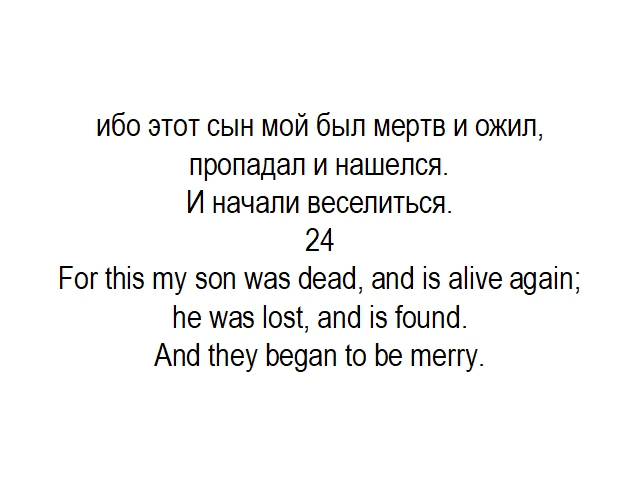 ибо этот сын мой был мертв и ожил,
пропадал и нашелся.
И начали веселиться.
24
For this my son was dead, and is alive again;
he was lost, and is found.
And they began to be merry.